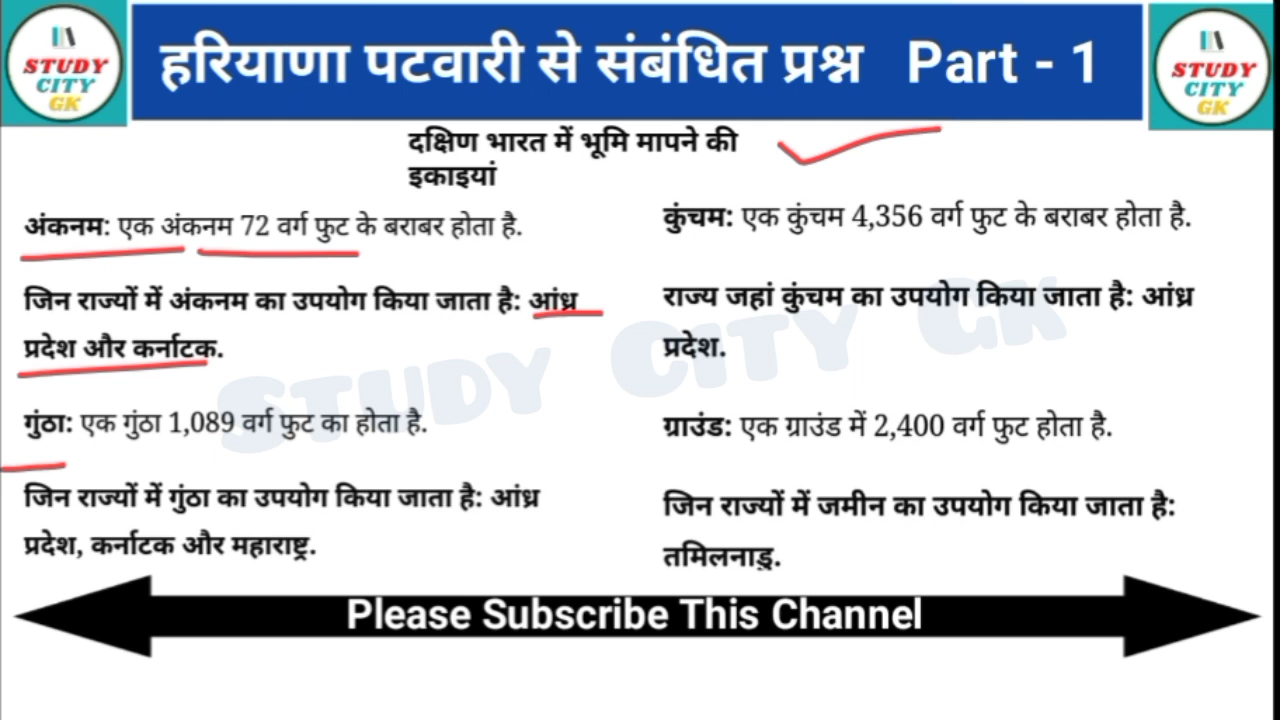 STUDY
CITY
GK
हरियाणा पटवारी से संबंधित प्रश्न Part - 1
STUDY
CITY
GK
दक्षिण भारत में भूमि मापने की
इकाइयां
अंकनम: एक अंकनम 72 वर्ग फुट के बराबर होता है.
जिन राज्यों में अंकनम का उपयोग किया जाता है: आंध्र
प्रदेश और कर्नाटक.
गुंठा: एक गुंठा 1,089 वर्ग फुट का होता है.
जिन राज्यों में गुंठा का उपयोग किया जाता है: आंध्र
प्रदेश, कर्नाटक और महाराष्ट्र.
कुंचम: एक कुंचम 4,356 वर्ग फुट के बराबर होता है.
राज्य जहां कुंचम का उपयोग किया जाता है: आंध्र
प्रदेश.
ग्राउंड: एक ग्राउंड में 2,400 वर्ग फुट होता है.
जिन राज्यों में जमीन का उपयोग किया जाता है:
तमिलनाडु.
STUDY CITY GK
Please Subscribe This Channel